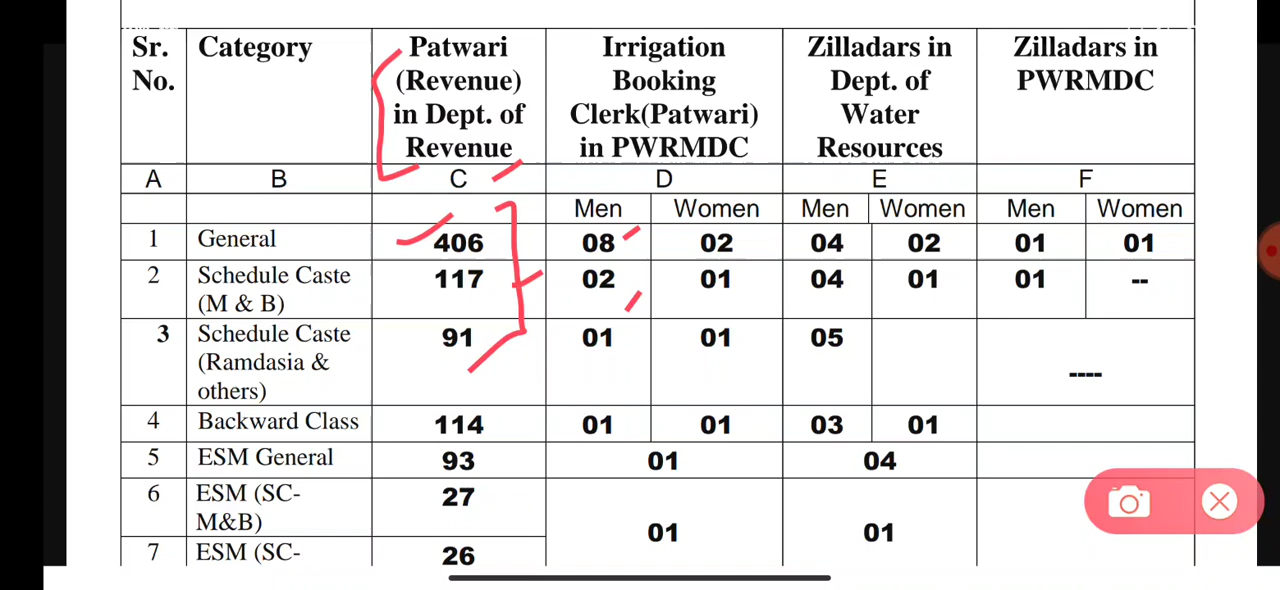 Sr. No. Category Patwari (Revenue) in Dept. of Revenue Irrigation Booking Clerk(Patwari) in PWRMDC Zilladars in Dept. of Water Resources Zilladars in PWRMDC
A B C D E F
Men Women Men Women Men Women
1 General 406 08 02 04 02 01 01
2 Schedule Caste (M & B) 117 02 01 04 01 01 --
3 Schedule Caste (Ramdasia & others) 91 01 01 05 ----
4 Backward Class 114 01 01 03 01
5 ESM General 93 01 04
6 ESM (SC-M&B) 27 01 01
7 ESM (SC- 26